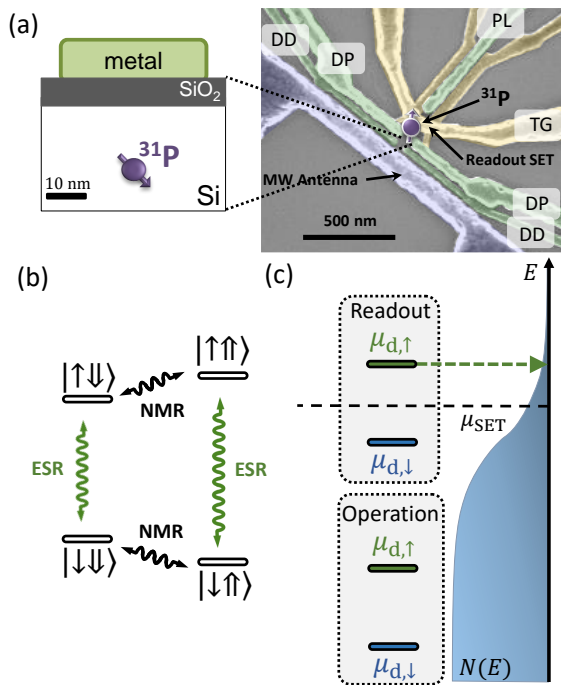 (a)
metal
SiO₂
³¹P
10 nm
Si
DD
DP
PL
³¹P
TG
Readout SET
MW Antenna
500 nm
DP
DD
(b)
|↑⇓⟩
|↑⇑⟩
NMR
ESR
ESR
NMR
|↓⇓⟩
|↓⇑⟩
(c)
E
Readout
μd,↑
μSET
μd,↓
Operation
μd,↑
μd,↓
N(E)